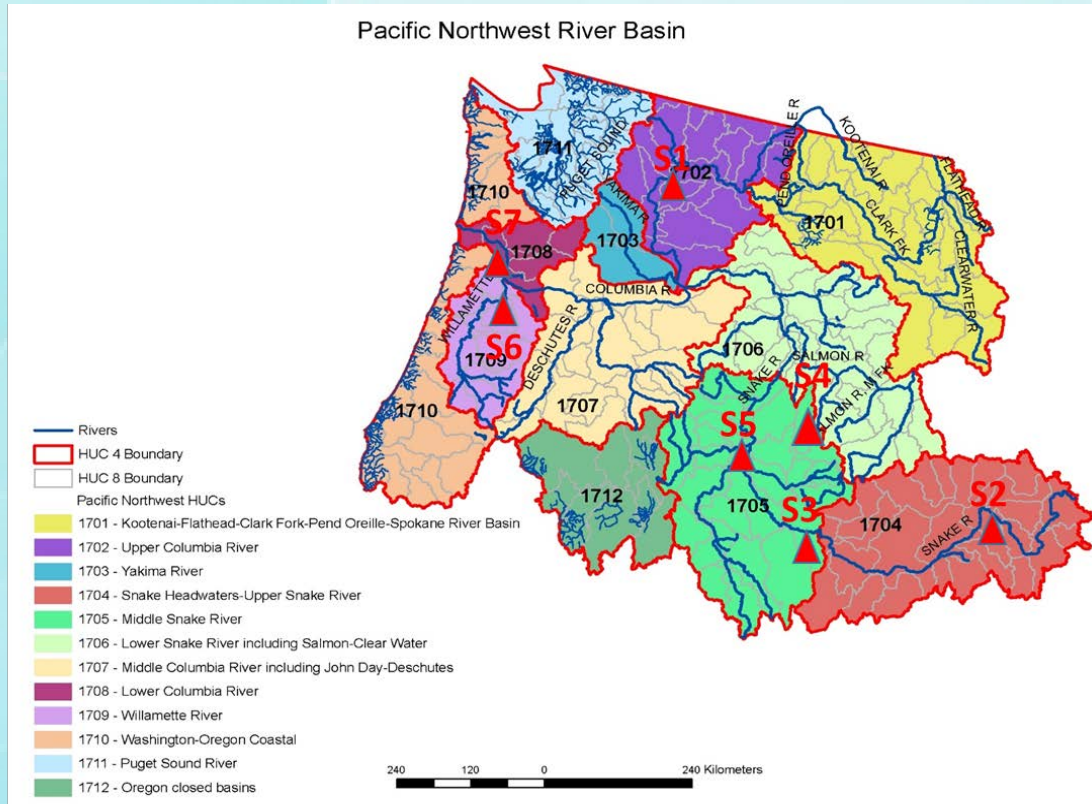 Pacific Northwest River Basin
1711
PUGET SOUND
1710
S1
1702
PEND OREILLE R
KOOTENAI R
FLATHEAD R
YAKIMA R
1701
CLARK FK
CLEARWATER R
S7
1708
1703
COLUMBIA R
WILLAMETTE
S6
1709
DESCHUTES R
1706
SALMON R
SNAKE R
S4
SALMON R, M FK
1710
1707
S5
1712
1705
S3
1704
S2
SNAKE R
Rivers
HUC 4 Boundary
HUC 8 Boundary
Pacific Northwest HUCs
1701 - Kootenai-Flathead-Clark Fork-Pend Oreille-Spokane River Basin
1702 - Upper Columbia River
1703 - Yakima River
1704 - Snake Headwaters-Upper Snake River
1705 - Middle Snake River
1706 - Lower Snake River including Salmon-Clear Water
1707 - Middle Columbia River including John Day-Deschutes
1708 - Lower Columbia River
1709 - Willamette River
1710 - Washington-Oregon Coastal
1711 - Puget Sound River
1712 - Oregon closed basins
240 120 0 240 Kilometers